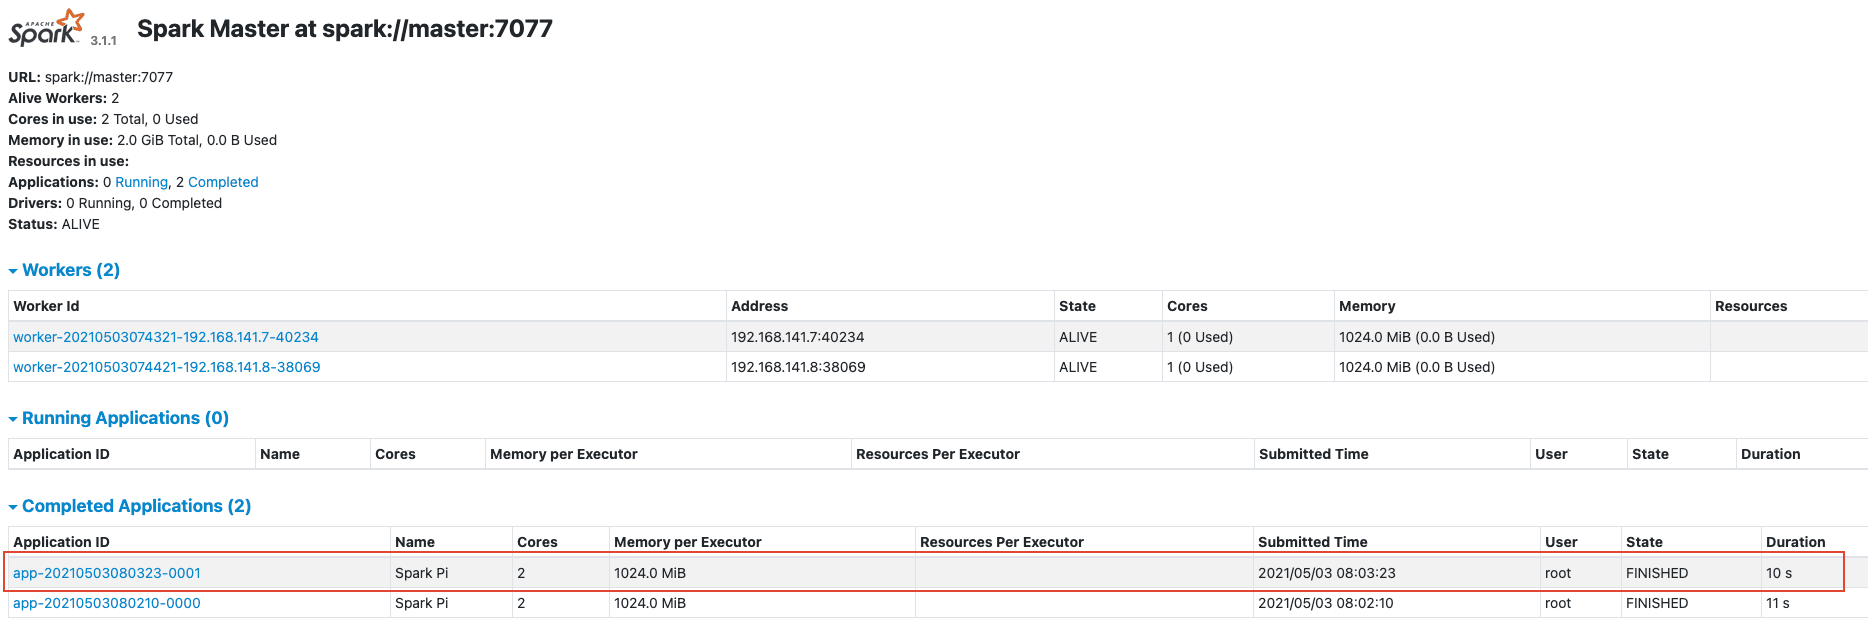 APACHE
Spark 3.1.1 Spark Master at spark://master:7077
URL: spark://master:7077
Alive Workers: 2
Cores in use: 2 Total, 0 Used
Memory in use: 2.0 GiB Total, 0.0 B Used
Resources in use:
Applications: 0 Running, 2 Completed
Drivers: 0 Running, 0 Completed
Status: ALIVE
Workers (2)
Worker Id Address State Cores Memory Resources
worker-20210503074321-192.168.141.7-40234 192.168.141.7:40234 ALIVE 1 (0 Used) 1024.0 MiB (0.0 B Used)
worker-20210503074421-192.168.141.8-38069 192.168.141.8:38069 ALIVE 1 (0 Used) 1024.0 MiB (0.0 B Used)
Running Applications (0)
Application ID Name Cores Memory per Executor Resources Per Executor Submitted Time User State Duration
Completed Applications (2)
Application ID Name Cores Memory per Executor Resources Per Executor Submitted Time User State Duration
app-20210503080323-0001 Spark Pi 2 1024.0 MiB 2021/05/03 08:03:23 root FINISHED 10 s
app-20210503080210-0000 Spark Pi 2 1024.0 MiB 2021/05/03 08:02:10 root FINISHED 11 s